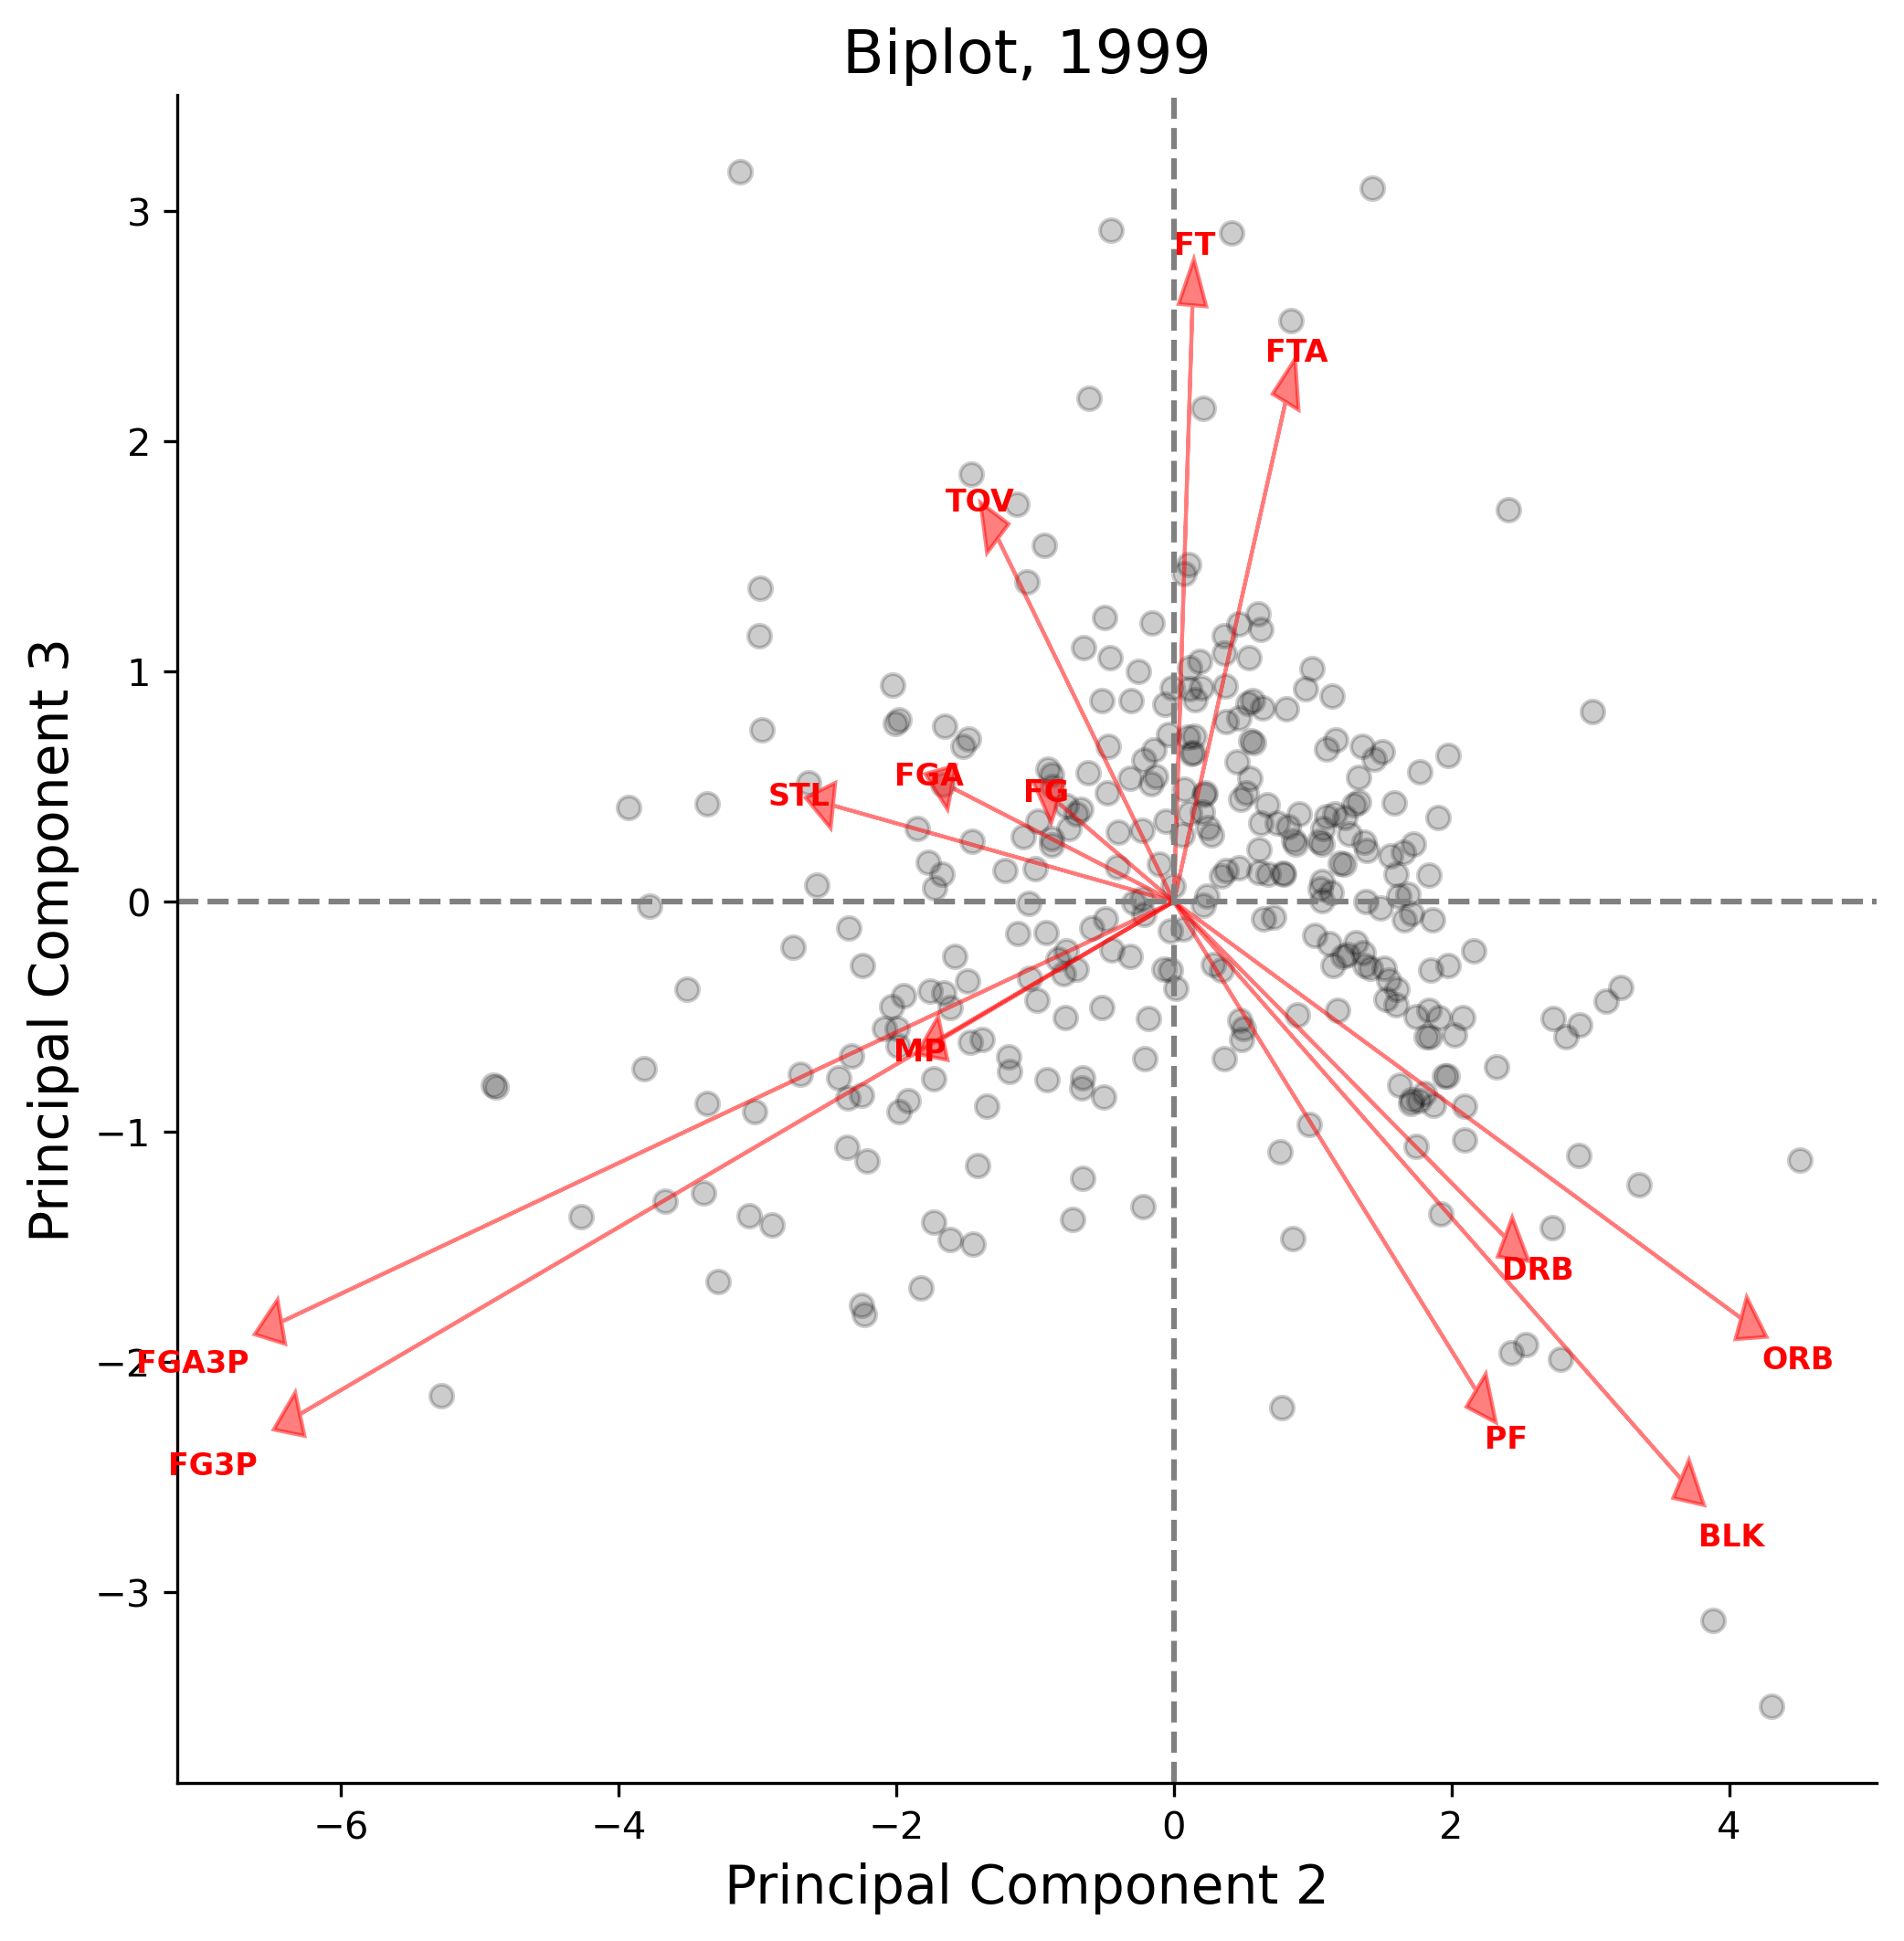 Biplot, 1999
Principal Component 3
3
2
1
0
−1
−2
−3
FT
FTA
TOV
FGA
FG
STL
MP
DRB
FGA3P
ORB
PF
FG3P
BLK
−6
−4
−2
0
2
4
Principal Component 2